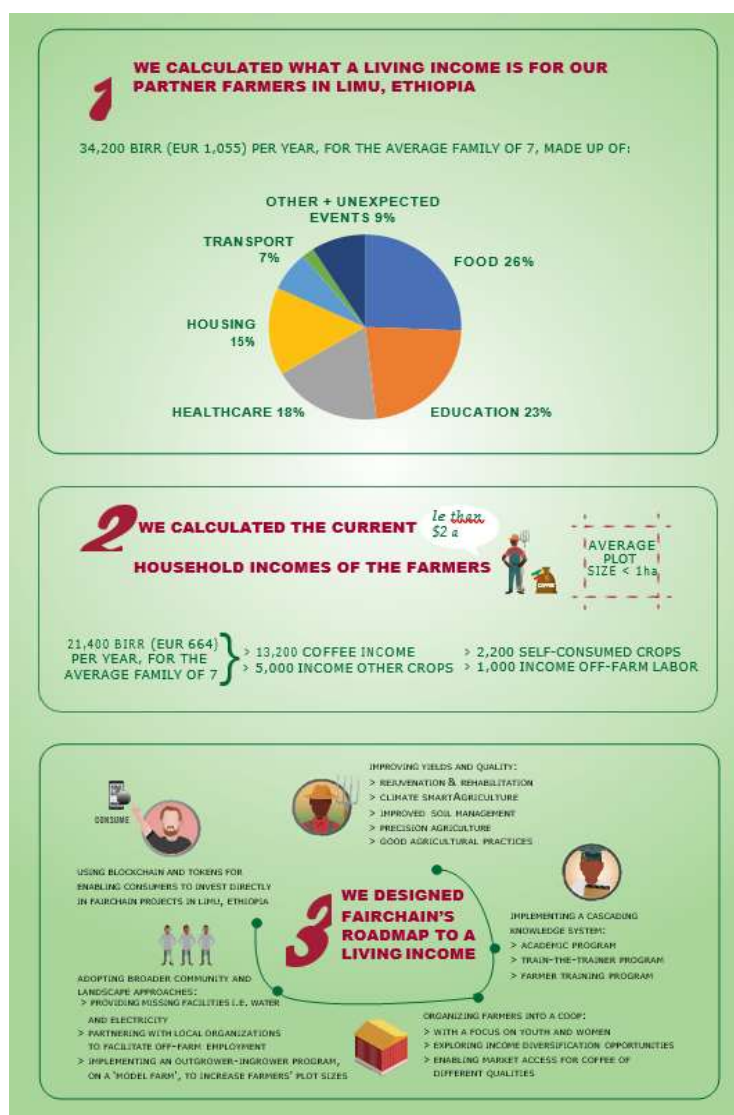 1 WE CALCULATED WHAT A LIVING INCOME IS FOR OUR
PARTNER FARMERS IN LIMU, ETHIOPIA
34,200 BIRR (EUR 1,055) PER YEAR, FOR THE AVERAGE FAMILY OF 7, MADE UP OF:
OTHER + UNEXPECTED
EVENTS 9%
TRANSPORT
7%
FOOD 26%
HOUSING
15%
HEALTHCARE 18%
EDUCATION 23%
2 WE CALCULATED THE CURRENT
HOUSEHOLD INCOMES OF THE FARMERS
le than
$2 a
COFFEE
AVERAGE
PLOT
SIZE < 1ha
21,400 BIRR (EUR 664)
PER YEAR, FOR THE
AVERAGE FAMILY OF 7
> 13,200 COFFEE INCOME
> 5,000 INCOME OTHER CROPS
> 2,200 SELF-CONSUMED CROPS
> 1,000 INCOME OFF-FARM LABOR
3 WE DESIGNED
FAIRCHAIN'S
ROADMAP TO A
LIVING INCOME
IMPROVING YIELDS AND QUALITY:
> REJUVENATION & REHABILITATION
> CLIMATE SMART AGRICULTURE
> IMPROVED SOIL MANAGEMENT
> PRECISION AGRICULTURE
> GOOD AGRICULTURAL PRACTICES
IMPLEMENTING A CASCADING
KNOWLEDGE SYSTEM:
> ACADEMIC PROGRAM
> TRAIN-THE-TRAINER PROGRAM
> FARMER TRAINING PROGRAM
ORGANIZING FARMERS INTO A COOP:
> WITH A FOCUS ON YOUTH AND WOMEN
> EXPLORING INCOME DIVERSIFICATION OPPORTUNITIES
> ENABLING MARKET ACCESS FOR COFFEE OF
DIFFERENT QUALITIES
ADOPTING BROADER COMMUNITY AND
LANDSCAPE APPROACHES:
> PROVIDING MISSING FACILITIES I.E. WATER
AND ELECTRICITY
> PARTNERING WITH LOCAL ORGANIZATIONS
TO FACILITATE OFF-FARM EMPLOYMENT
> IMPLEMENTING AN OUTGROWER-INGROWER PROGRAM,
ON A 'MODEL FARM', TO INCREASE FARMERS' PLOT SIZES
CONSUME
USING BLOCKCHAIN AND TOKENS FOR
ENABLING CONSUMERS TO INVEST DIRECTLY
IN FAIRCHAIN PROJECTS IN LIMU, ETHIOPIA